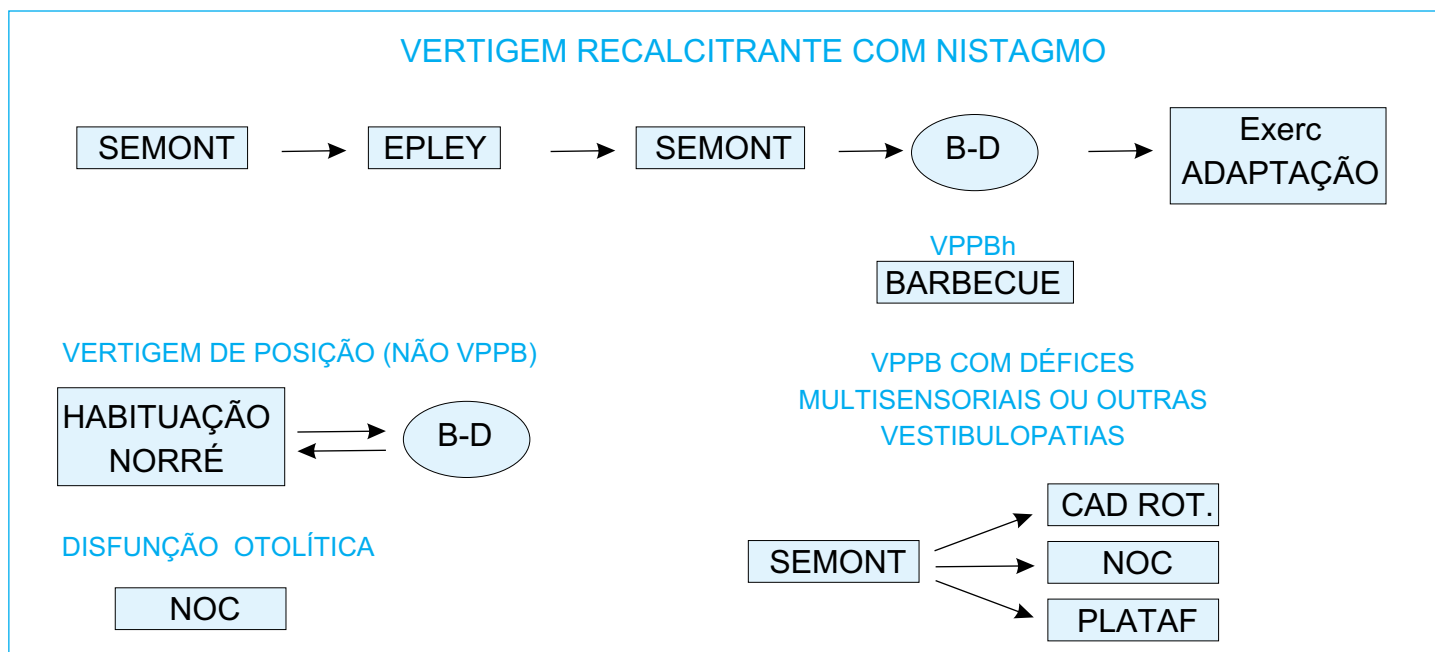 VERTIGEM RECALCITRANTE COM NISTAGMO
SEMONT
EPLEY
SEMONT
B-D
Exerc
ADAPTAÇÃO
VPPBh
BARBECUE
VERTIGEM DE POSIÇÃO (NÃO VPPB)
HABITUAÇÃO
NORRÉ
B-D
DISFUNÇÃO OTOLÍTICA
NOC
VPPB COM DÉFICES
MULTISENSORIAIS OU OUTRAS
VESTIBULOPATIAS
SEMONT
CAD ROT.
NOC
PLATAF